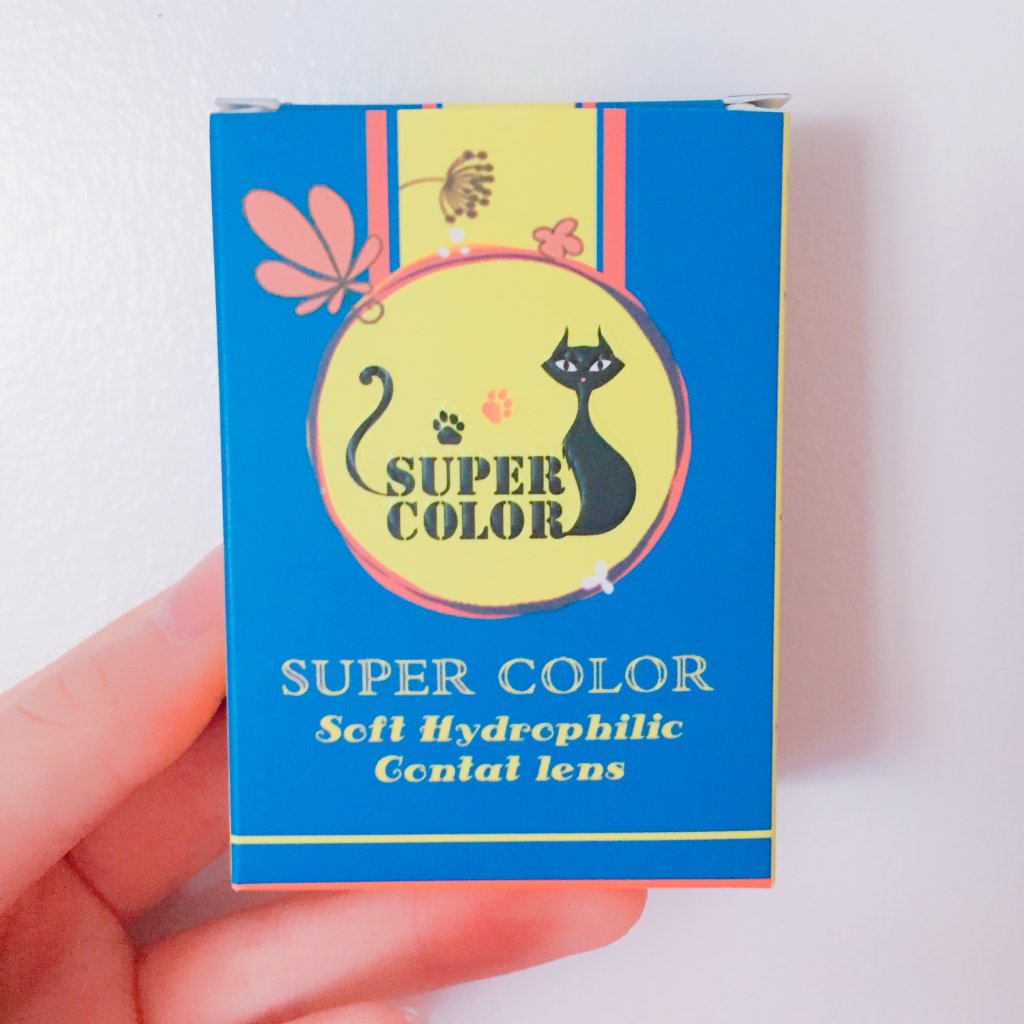 SUPER
COLOR
SUPER COLOR
Soft Hydrophilic
Contat lens